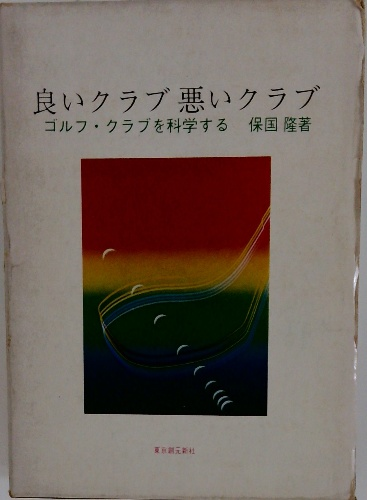 良いクラブ 悪いクラブ
ゴルフ・クラブを科学する 保国 隆著
東京創元新社